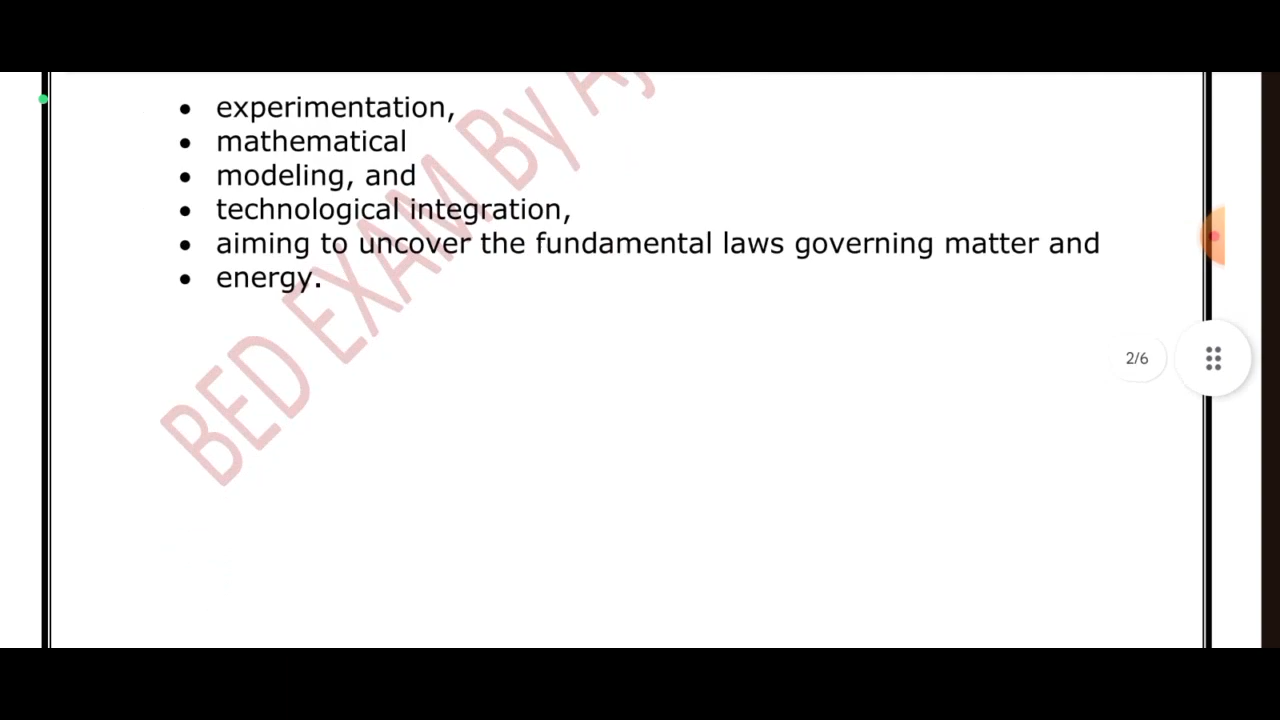 • experimentation,
• mathematical
• modeling, and
• technological integration,
• aiming to uncover the fundamental laws governing matter and
• energy.
BED EXAM By
2/6